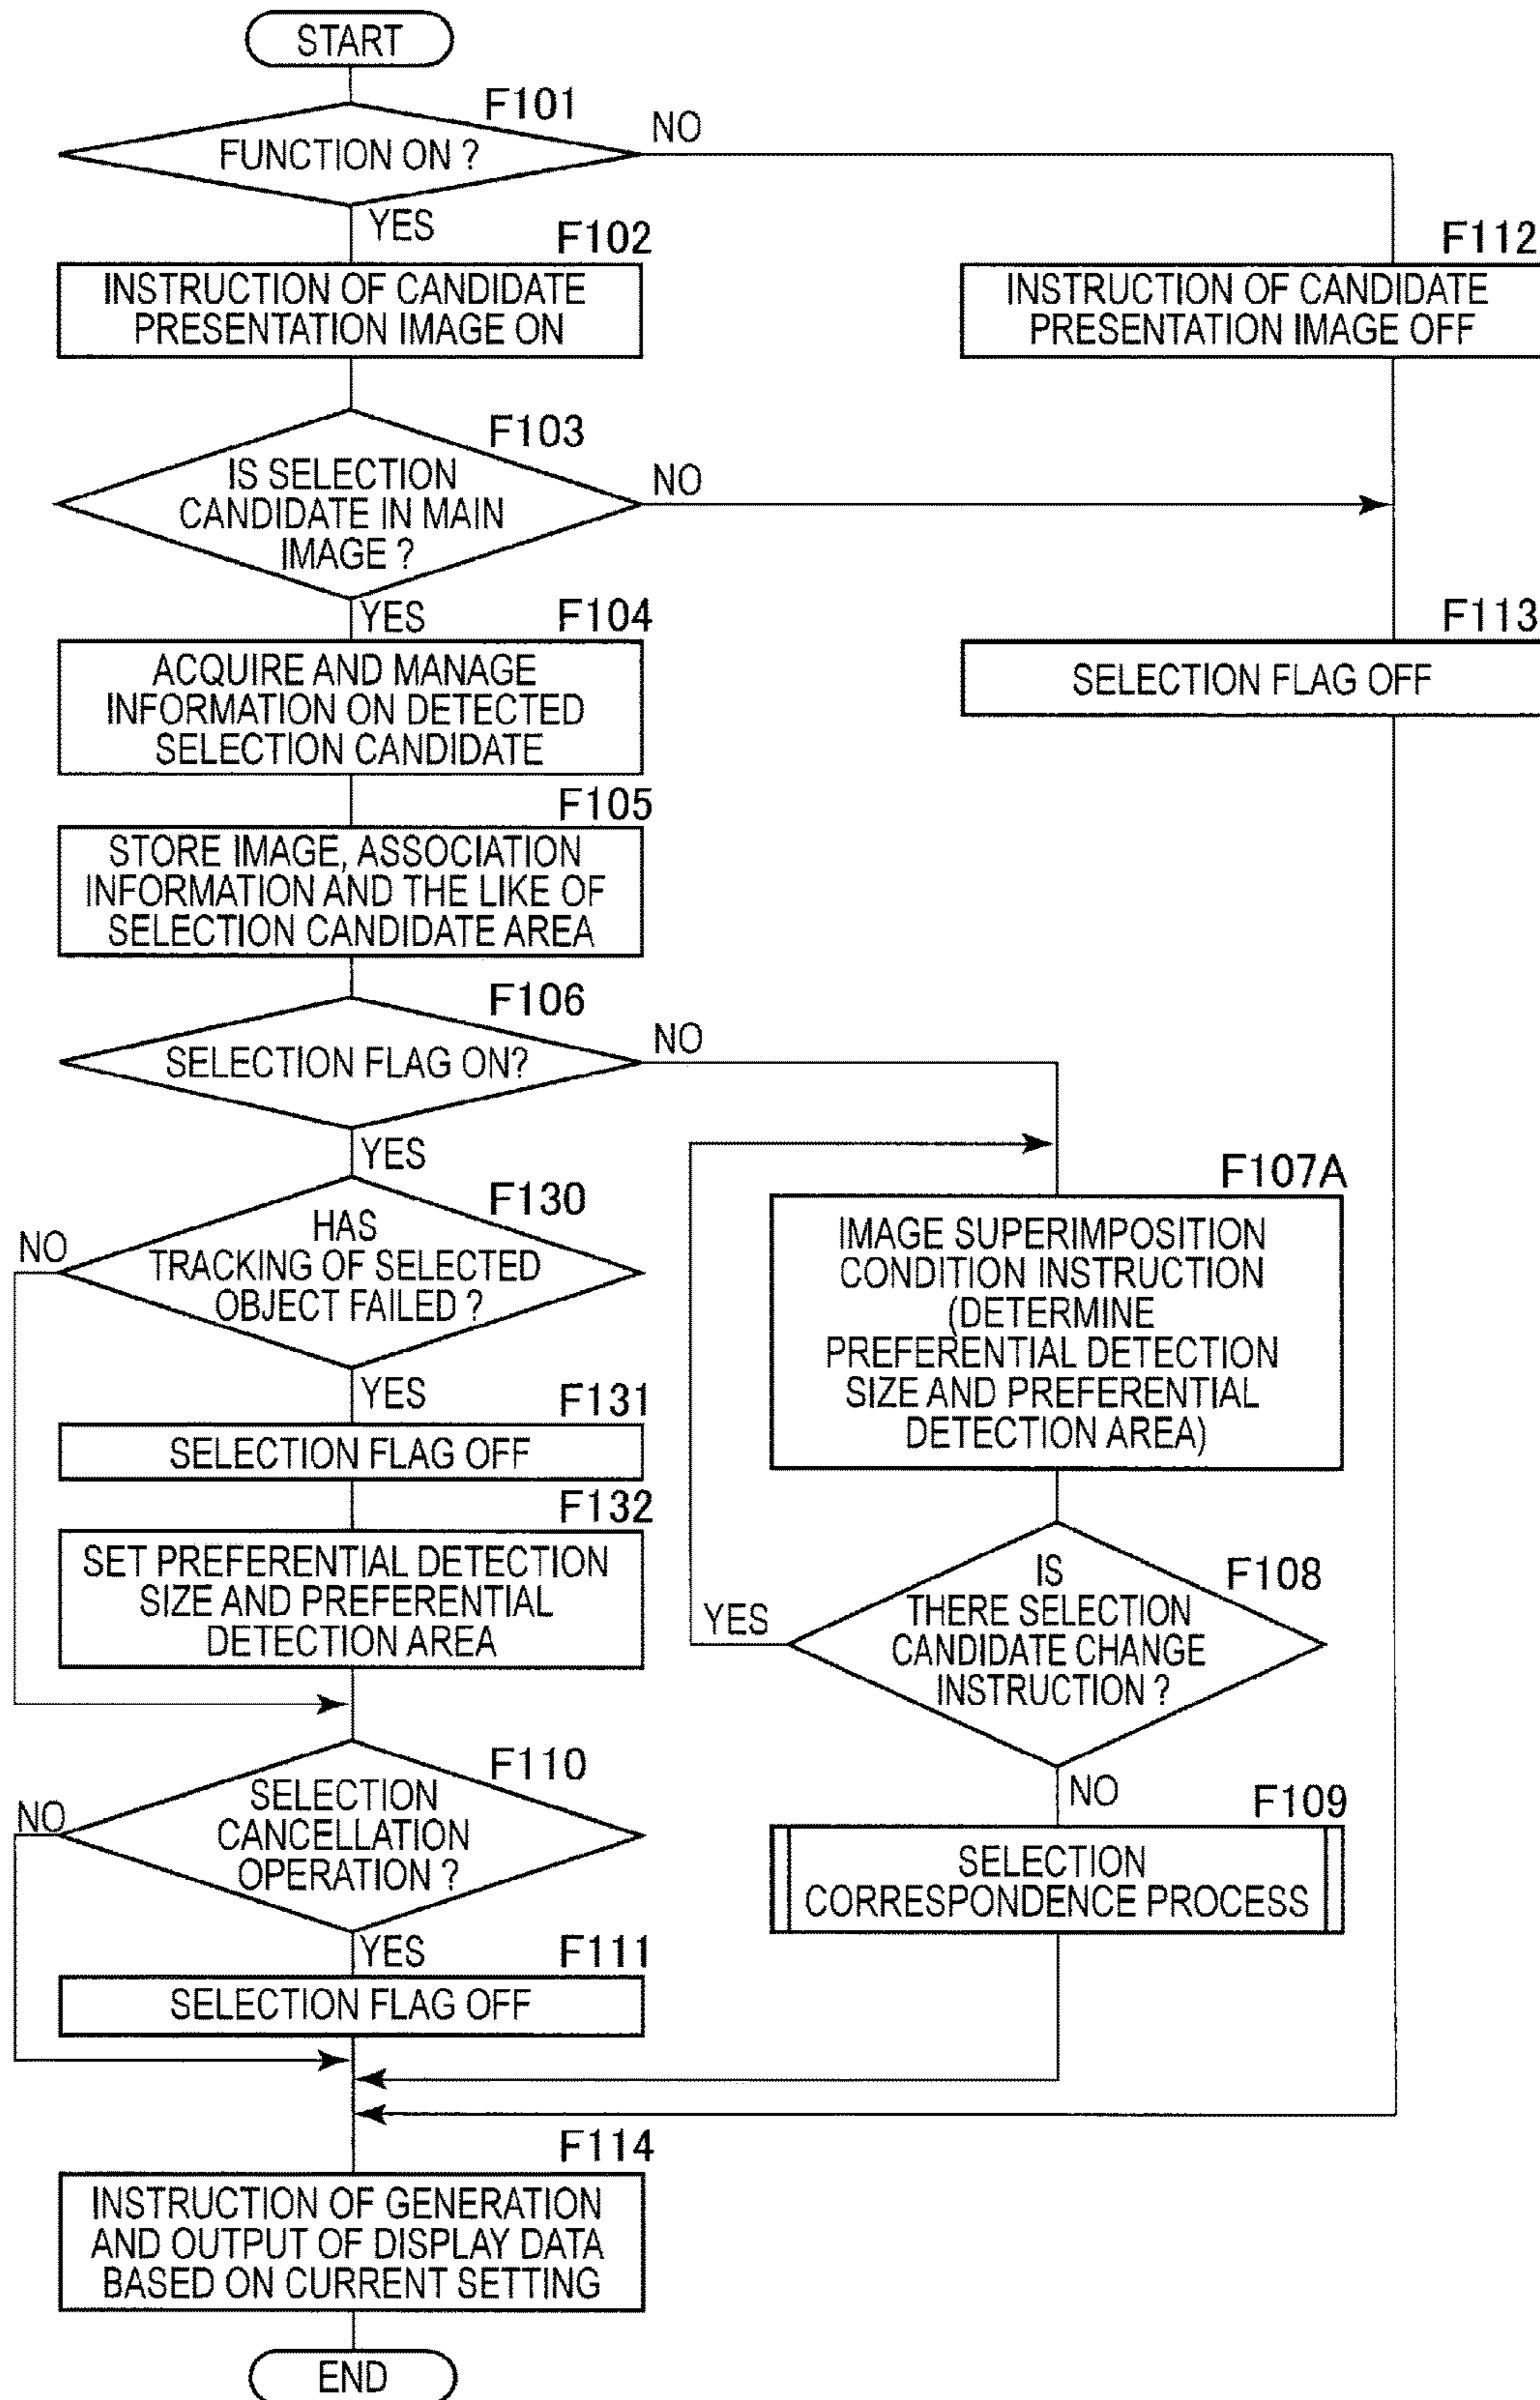 START
F101
FUNCTION ON ?
NO
YES
F102
INSTRUCTION OF CANDIDATE
PRESENTATION IMAGE ON
F112
INSTRUCTION OF CANDIDATE
PRESENTATION IMAGE OFF
F103
IS SELECTION
CANDIDATE IN MAIN
IMAGE ?
NO
YES
F104
ACQUIRE AND MANAGE
INFORMATION ON DETECTED
SELECTION CANDIDATE
F113
SELECTION FLAG OFF
F105
STORE IMAGE, ASSOCIATION
INFORMATION AND THE LIKE OF
SELECTION CANDIDATE AREA
F106
SELECTION FLAG ON?
NO
YES
F130
HAS
TRACKING OF SELECTED
OBJECT FAILED ?
NO
YES
F131
SELECTION FLAG OFF
F132
SET PREFERENTIAL DETECTION
SIZE AND PREFERENTIAL
DETECTION AREA
F107A
IMAGE SUPERIMPOSITION
CONDITION INSTRUCTION
(DETERMINE
PREFERENTIAL DETECTION
SIZE AND PREFERENTIAL
DETECTION AREA)
F108
IS
THERE SELECTION
CANDIDATE CHANGE
INSTRUCTION ?
YES
NO
F109
SELECTION
CORRESPONDENCE PROCESS
F110
SELECTION
CANCELLATION
OPERATION ?
NO
YES
F111
SELECTION FLAG OFF
F114
INSTRUCTION OF GENERATION
AND OUTPUT OF DISPLAY DATA
BASED ON CURRENT SETTING
END